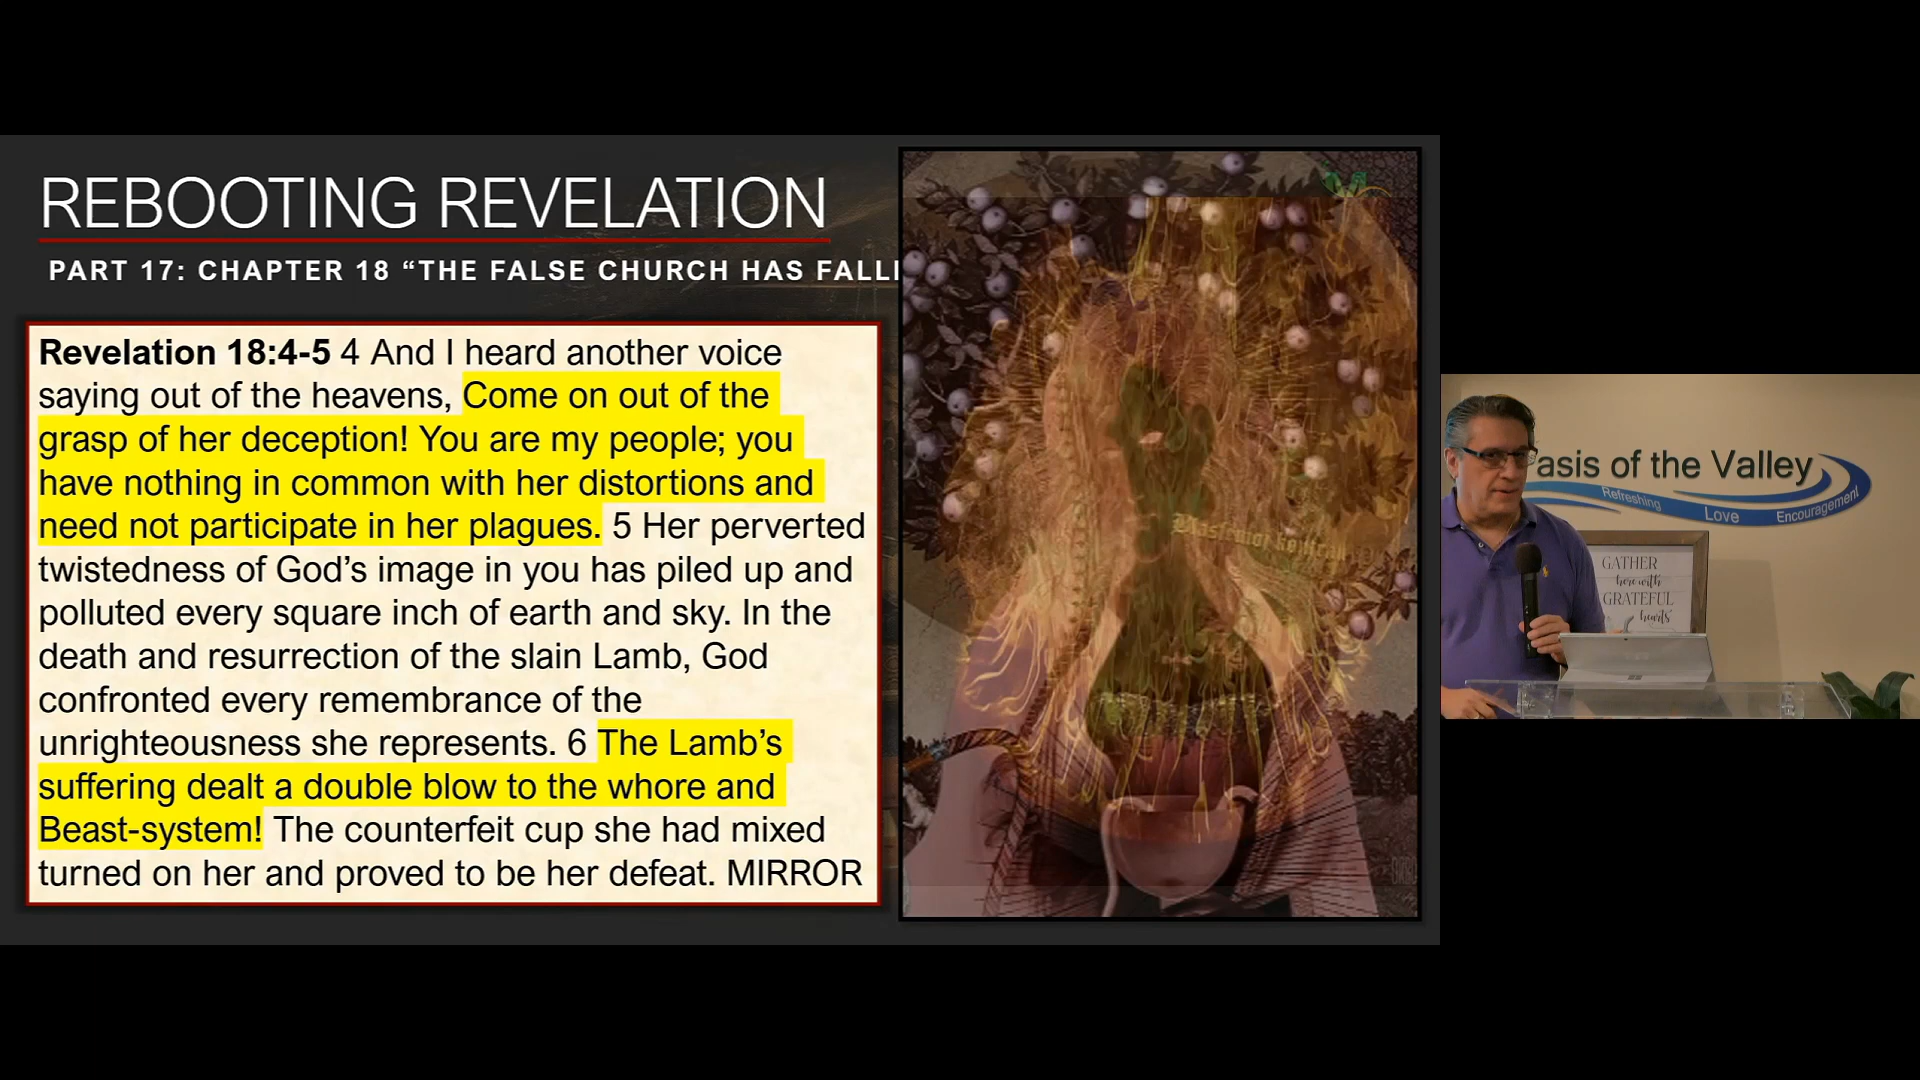 REBOOTING REVELATION
PART 17: CHAPTER 18 “THE FALSE CHURCH HAS FALL
Revelation 18:4-5 4 And I heard another voice
saying out of the heavens, Come on out of the
grasp of her deception! You are my people; you
have nothing in common with her distortions and
need not participate in her plagues. 5 Her perverted
twistedness of God’s image in you has piled up and
polluted every square inch of earth and sky. In the
death and resurrection of the slain Lamb, God
confronted every remembrance of the
unrighteousness she represents. 6 The Lamb’s
suffering dealt a double blow to the whore and
Beast-system! The counterfeit cup she had mixed
turned on her and proved to be her defeat. MIRROR
asis of the Valley
Refreshing
Love
Encouragement
GATHER
here with
GRATEFUL
hearts